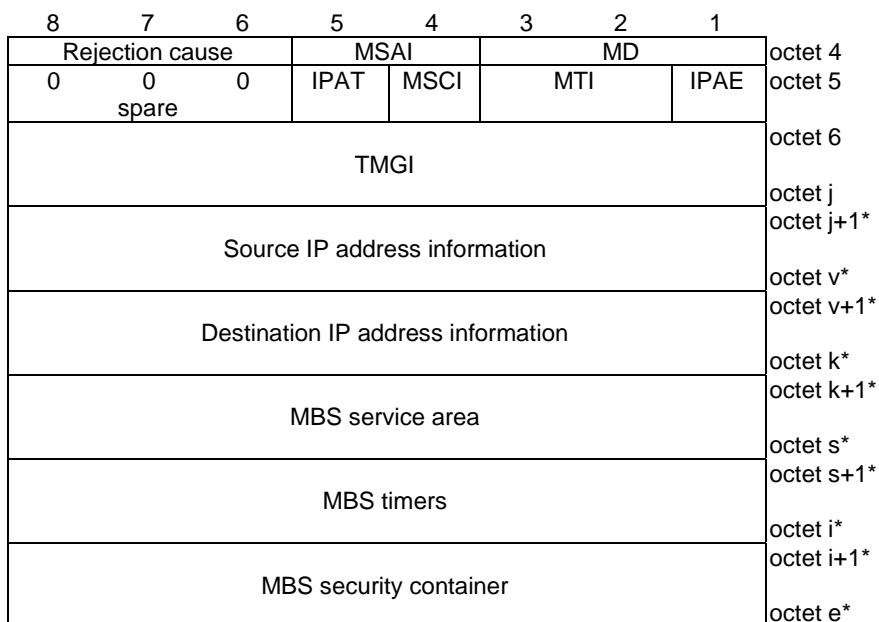 8 7 6 5 4 3 2 1
Rejection cause MSAI MD octet 4
0 0 0 IPAT MSCI MTI IPAE octet 5
spare
octet 6
TMGI
octet j
octet j+1*
Source IP address information
octet v*
octet v+1*
Destination IP address information
octet k*
octet k+1*
MBS service area
octet s*
octet s+1*
MBS timers
octet i*
octet i+1*
MBS security container
octet e*